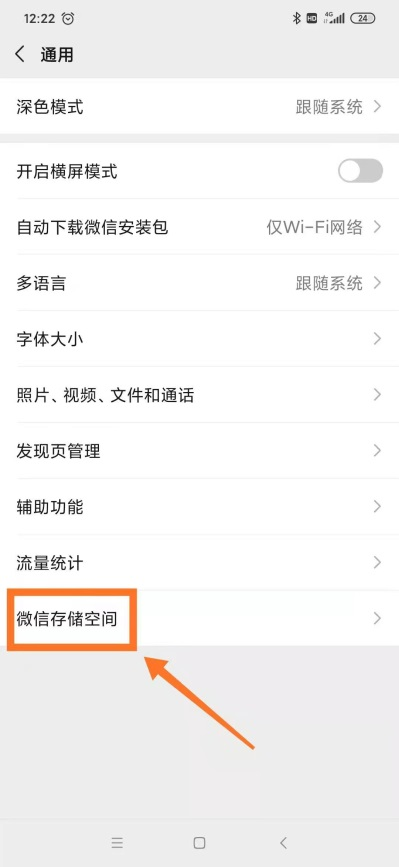 12:22 HD 4G 24
通用
深色模式 跟随系统
开启横屏模式
自动下载微信安装包 仅Wi-Fi网络
多语言 跟随系统
字体大小
照片、视频、文件和通话
发现页管理
辅助功能
流量统计
微信存储空间